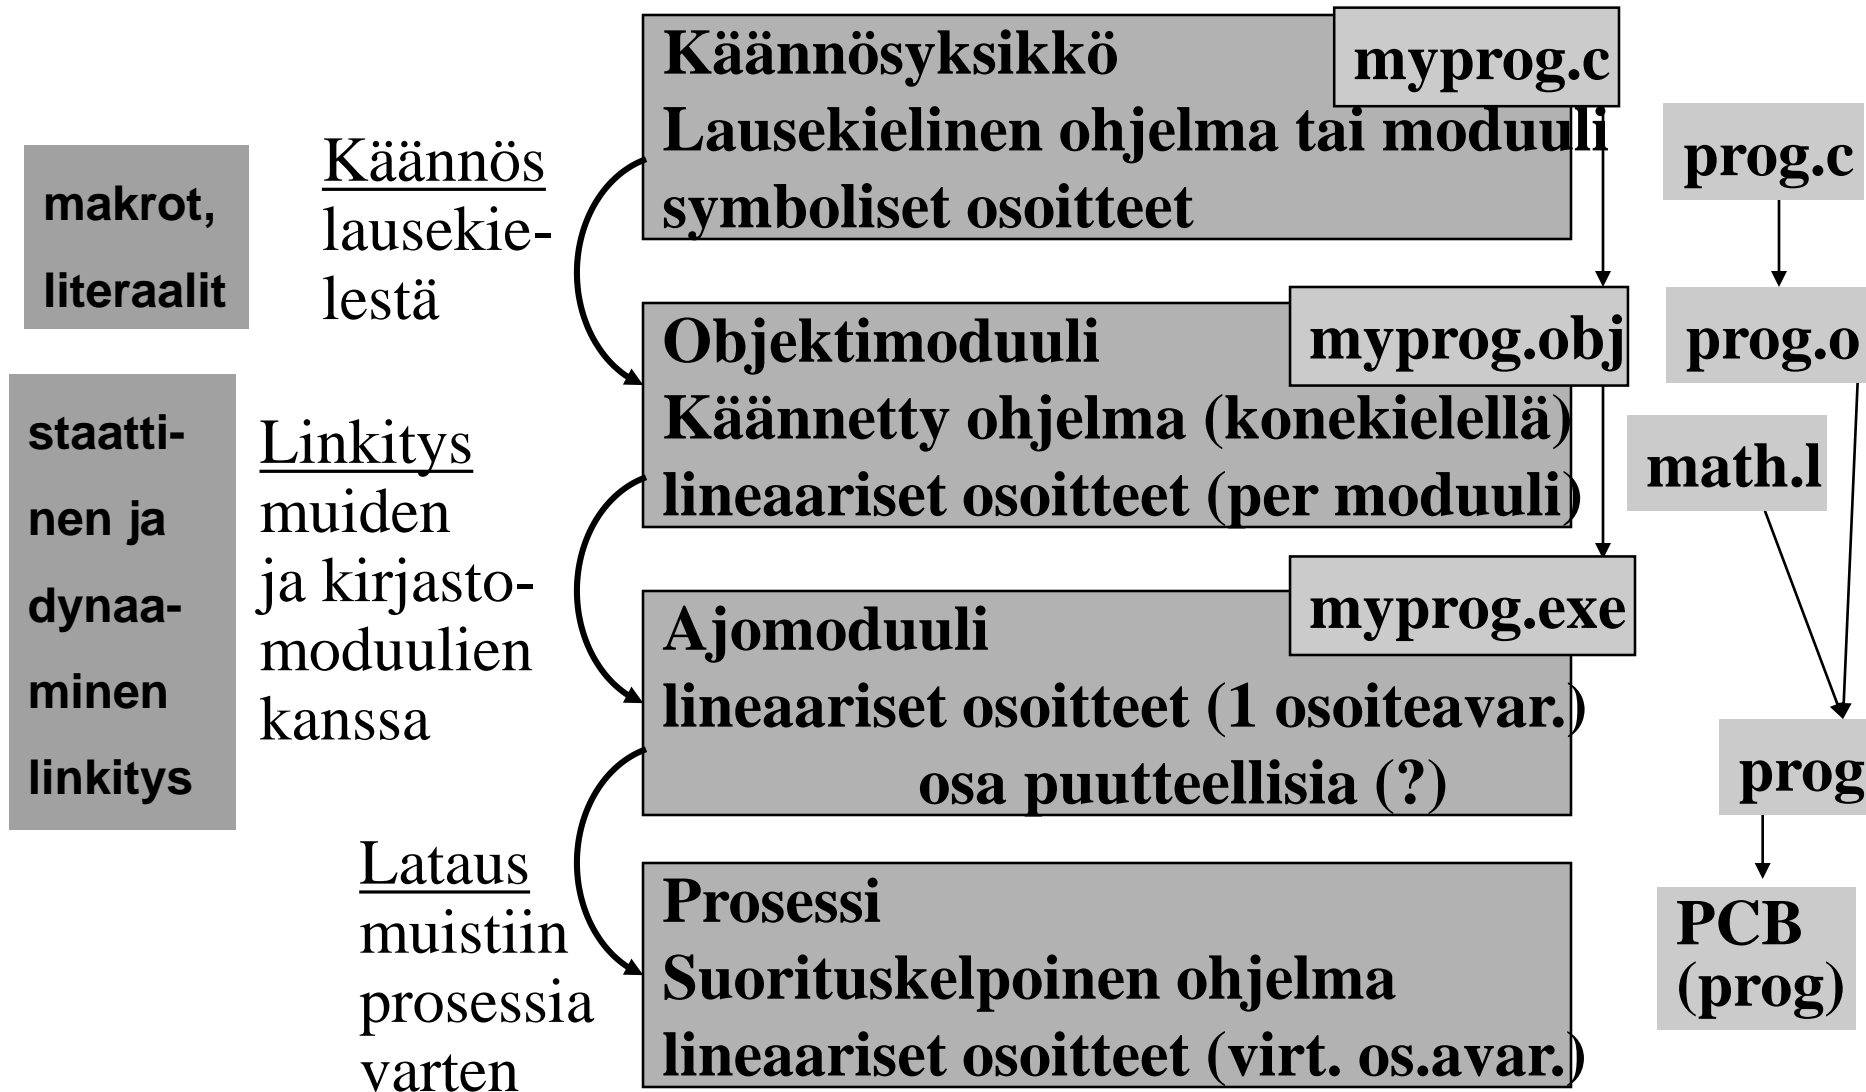 makrot,
literaalit
staatti-
nen ja
dynaa-
minen
linkitys
Käännös
lausekie-
lestä
Linkitys
muiden
ja kirjasto-
moduulien
kanssa
Lataus
muistiin
prosessia
varten
Käännösyksikkö
Lausekielinen ohjelma tai moduuli
symboliset osoitteet
myprog.c
Objektimoduuli
Käännetty ohjelma (konekielellä)
lineaariset osoitteet (per moduuli)
myprog.obj
Ajomoduuli
lineaariset osoitteet (1 osoiteavar.)
osa puutteellisia (?)
myprog.exe
Prosessi
Suorituskelpoinen ohjelma
lineaariset osoitteet (virt. os.avar.)
prog.c
prog.o
math.l
prog
PCB
(prog)